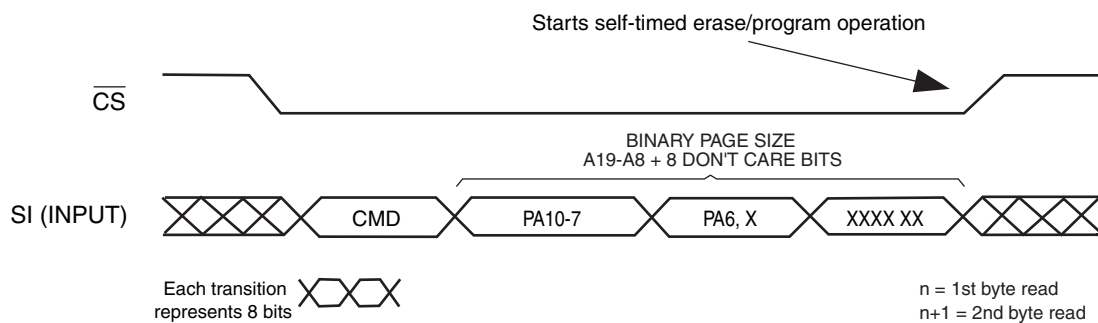 Starts self-timed erase/program operation
CS
BINARY PAGE SIZE
A19-A8 + 8 DON'T CARE BITS
SI (INPUT)
CMD
PA10-7
PA6, X
XXXX XX
Each transition
represents 8 bits
n = 1st byte read
n+1 = 2nd byte read